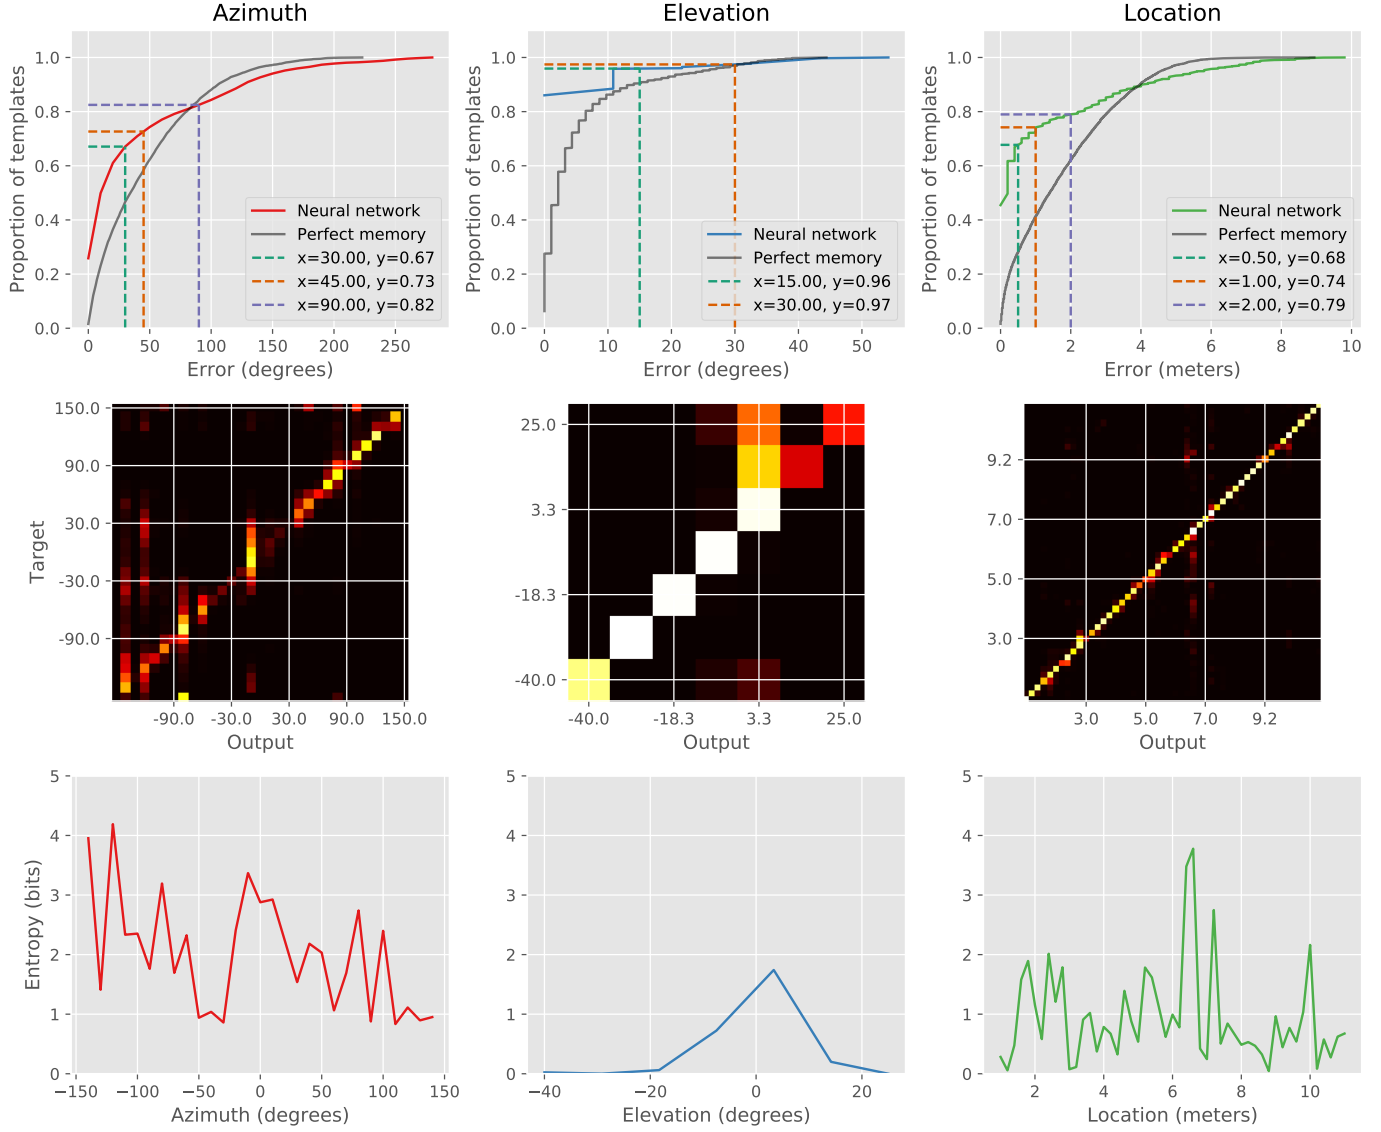 Azimuth
Elevation
Location
Proportion of templates
1.0
0.8
0.6
0.4
0.2
0.0
Neural network
Perfect memory
x=30.00, y=0.67
x=45.00, y=0.73
x=90.00, y=0.82
0 50 100 150 200 250
Error (degrees)
Proportion of templates
1.0
0.8
0.6
0.4
0.2
0.0
Neural network
Perfect memory
x=15.00, y=0.96
x=30.00, y=0.97
0 10 20 30 40 50
Error (degrees)
Proportion of templates
1.0
0.8
0.6
0.4
0.2
0.0
Neural network
Perfect memory
x=0.50, y=0.68
x=1.00, y=0.74
x=2.00, y=0.79
0 2 4 6 8 10
Error (meters)
Target
150.0
90.0
30.0
-30.0
-90.0
-90.0 -30.0 30.0 90.0 150.0
Output
25.0
3.3
-18.3
-40.0
-40.0 -18.3 3.3 25.0
Output
9.2
7.0
5.0
3.0
3.0 5.0 7.0 9.2
Output
Entropy (bits)
5
4
3
2
1
0
−150 −100 −50 0 50 100 150
Azimuth (degrees)
5
4
3
2
1
0
−40 −20 0 20
Elevation (degrees)
5
4
3
2
1
0
2 4 6 8 10
Location (meters)